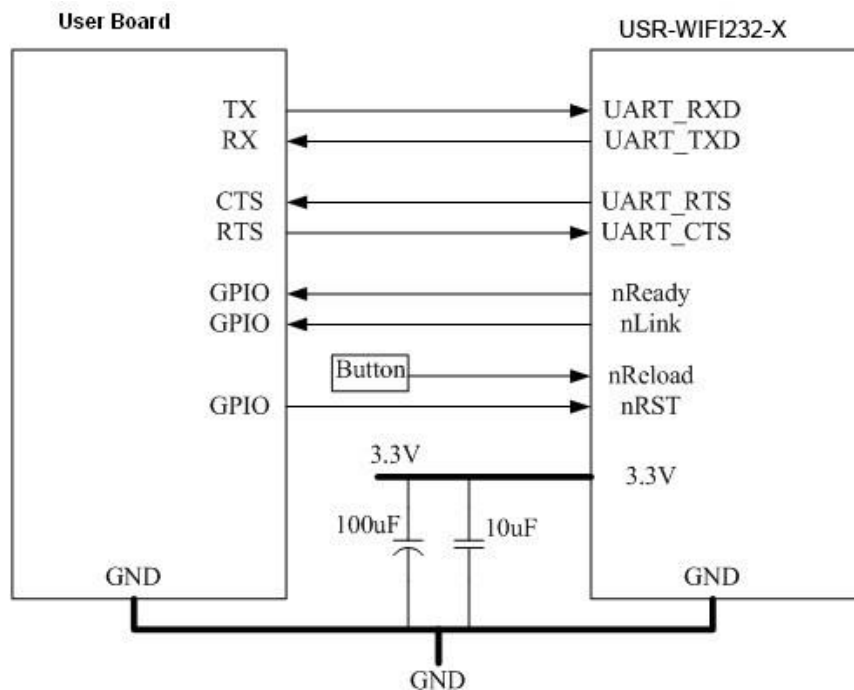 User Board
USR-WIFI232-X
TX
UART_RXD
RX
UART_TXD
CTS
UART_RTS
RTS
UART_CTS
GPIO
nReady
GPIO
nLink
Button
nReload
GPIO
nRST
3.3V
3.3V
100uF
10uF
GND
GND
GND